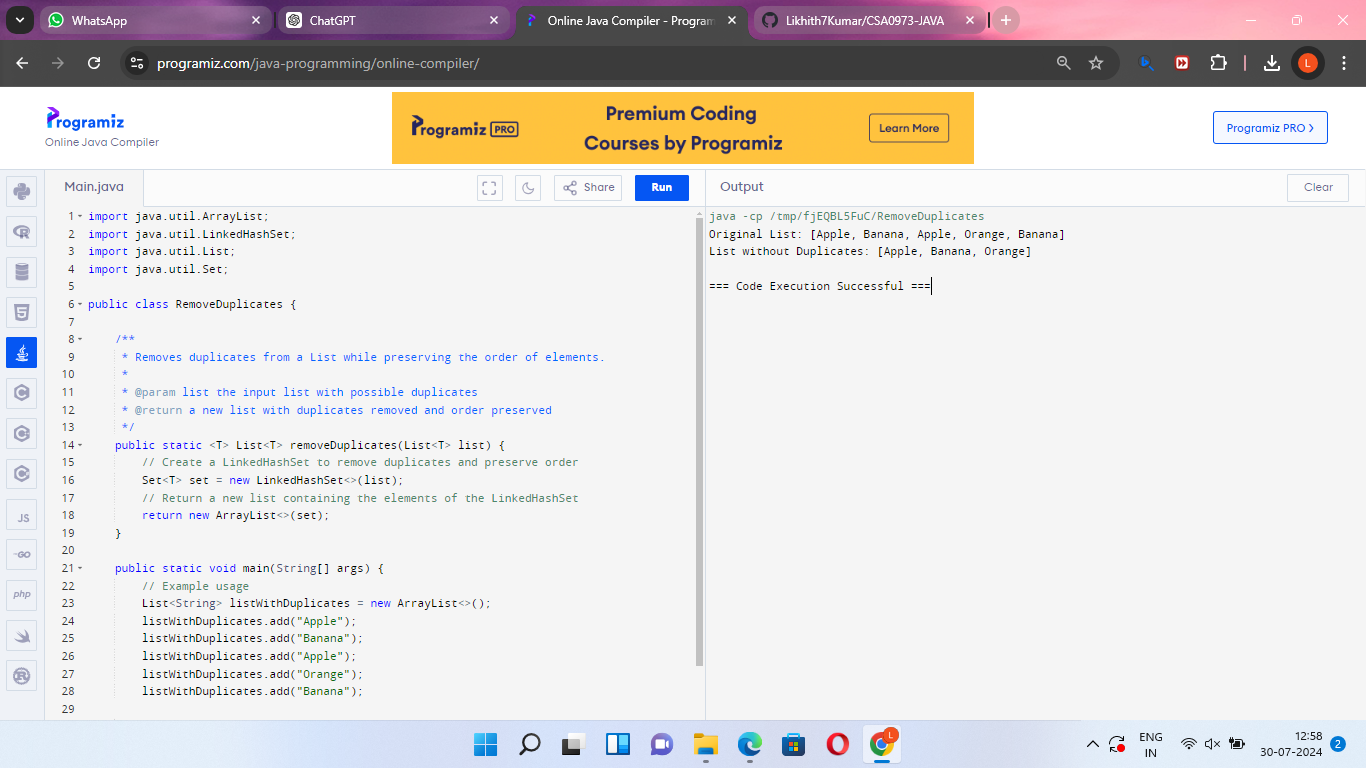 WhatsApp
ChatGPT
Online Java Compiler - Program
Likhith7Kumar/CSA0973-JAVA
programiz.com/java-programming/online-compiler/
L
Programiz
Online Java Compiler
Programiz PRO
Premium Coding
Courses by Programiz
Learn More
Programiz PRO >
Main.java
Share
Run
Output
Clear
1 import java.util.ArrayList;
2 import java.util.LinkedHashSet;
3 import java.util.List;
4 import java.util.Set;
5
6 public class RemoveDuplicates {
7
8 /**
9 * Removes duplicates from a List while preserving the order of elements.
10 *
11 * @param list the input list with possible duplicates
12 * @return a new list with duplicates removed and order preserved
13 */
14 public static <T> List<T> removeDuplicates(List<T> list) {
15 // Create a LinkedHashSet to remove duplicates and preserve order
16 Set<T> set = new LinkedHashSet<>(list);
17 // Return a new list containing the elements of the LinkedHashSet
18 return new ArrayList<>(set);
19 }
20
21 public static void main(String[] args) {
22 // Example usage
23 List<String> listWithDuplicates = new ArrayList<>();
24 listWithDuplicates.add("Apple");
25 listWithDuplicates.add("Banana");
26 listWithDuplicates.add("Apple");
27 listWithDuplicates.add("Orange");
28 listWithDuplicates.add("Banana");
29
java -cp /tmp/fjEQBL5FuC/RemoveDuplicates
Original List: [Apple, Banana, Apple, Orange, Banana]
List without Duplicates: [Apple, Banana, Orange]
=== Code Execution Successful ===
JS
GO
php
L
ENG
IN
12:58
30-07-2024
2